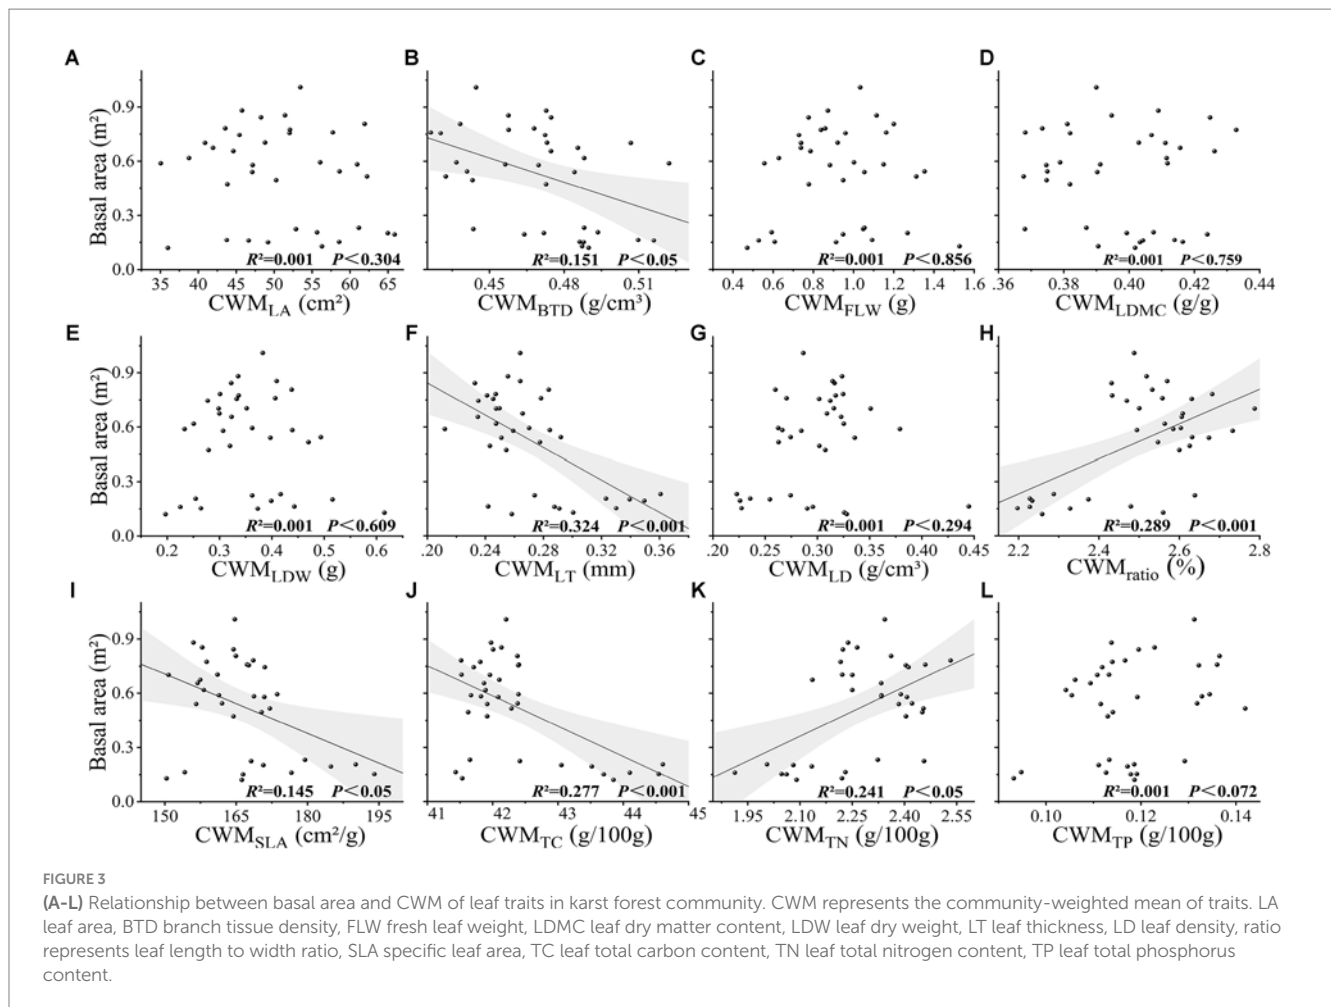 A B C D
Basal area (m²)
0.9
0.6
0.3
0.0
R²=0.001 P<0.304
R²=0.151 P<0.05
R²=0.001 P<0.856
R²=0.001 P<0.759
35 40 45 50 55 60 65
0.45 0.48 0.51
0.4 0.6 0.8 1.0 1.2 1.4 1.6
0.36 0.38 0.40 0.42 0.44
CWM_LA (cm²)
CWM_BTD (g/cm³)
CWM_FLW (g)
CWM_LDMC (g/g)
E F G H
Basal area (m²)
0.9
0.6
0.3
0.0
R²=0.001 P<0.609
R²=0.324 P<0.001
R²=0.001 P<0.294
R²=0.289 P<0.001
0.2 0.3 0.4 0.5 0.6
.20 0.24 0.28 0.32 0.36
.20 0.25 0.30 0.35 0.40 0.45
2.2 2.4 2.6 2.8
CWM_LDW (g)
CWM_LT (mm)
CWM_LD (g/cm³)
CWM_ratio (%)
I J K L
Basal area (m²)
0.9
0.6
0.3
0.0
R²=0.145 P<0.05
R²=0.277 P<0.001
R²=0.241 P<0.05
R²=0.001 P<0.072
150 165 180 195
41 42 43 44 45
1.95 2.10 2.25 2.40 2.55
0.10 0.12 0.14
CWM_SLA (cm²/g)
CWM_TC (g/100g)
CWM_TN (g/100g)
CWM_TP (g/100g)
FIGURE 3
(A-L) Relationship between basal area and CWM of leaf traits in karst forest community. CWM represents the community-weighted mean of traits. LA
leaf area, BTD branch tissue density, FLW fresh leaf weight, LDMC leaf dry matter content, LDW leaf dry weight, LT leaf thickness, LD leaf density, ratio
represents leaf length to width ratio, SLA specific leaf area, TC leaf total carbon content, TN leaf total nitrogen content, TP leaf total phosphorus
content.